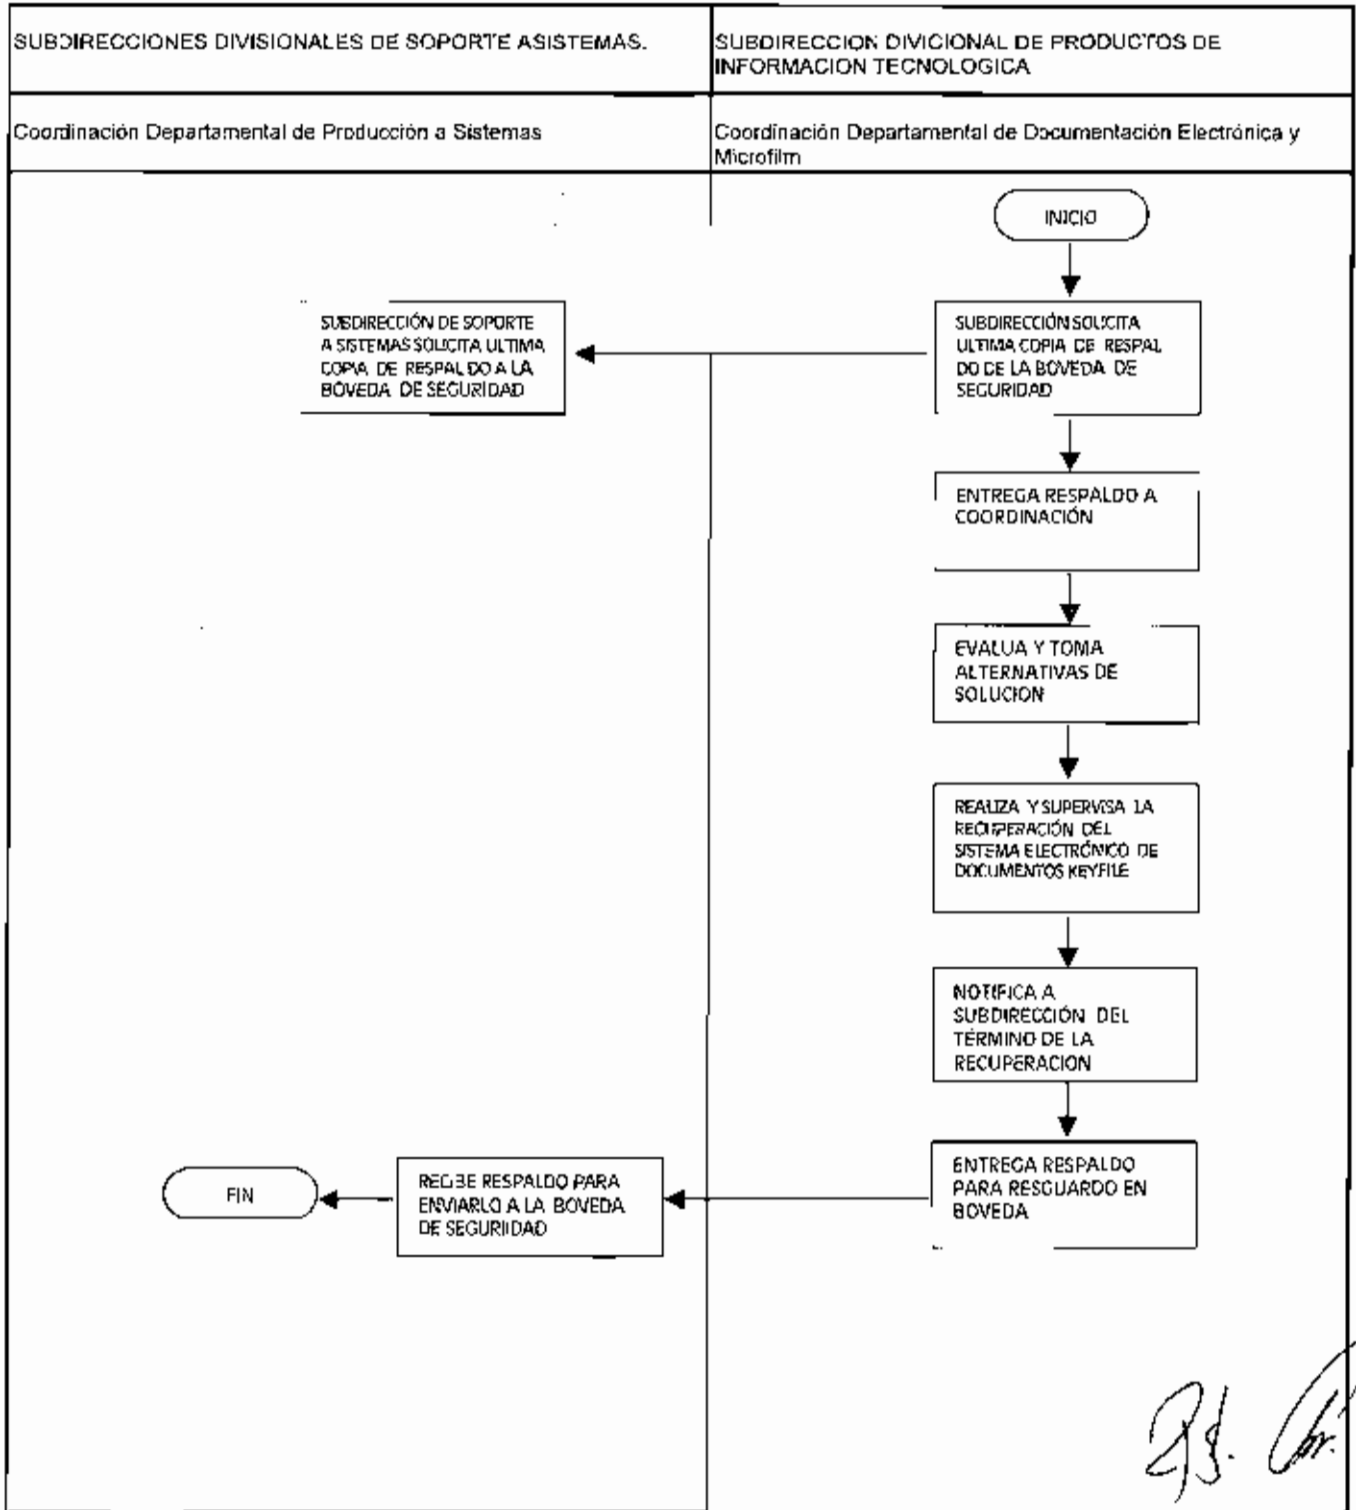 SUBDIRECCIONES DIVISIONALES DE SOPORTE ASISTEMAS.
SUBDIRECCION DIVICIONAL DE PRODUCTOS DE
INFORMACION TECNOLOGICA
Coordinación Departamental de Producción a Sistemas
Coordinación Departamental de Documentación Electrónica y
Microfilm
INICIO
SUBDIRECCIÓN DE SOPORTE
A SISTEMAS SOLICITA ULTIMA
COPIA DE RESPALDO A LA
BOVEDA DE SEGURIDAD
SUBDIRECCIÓN SOLICITA
ULTIMA COPIA DE RESPAL
DO DE LA BOVEDA DE
SEGURIDAD
ENTREGA RESPALDO A
COORDINACIÓN
EVALUA Y TOMA
ALTERNATIVAS DE
SOLUCION
REALIZA Y SUPERVISA LA
RECUPERACIÓN DEL
SISTEMA ELECTRÓNICO DE
DOCUMENTOS KEYFILE
NOTIFICA A
SUBDIRECCIÓN DEL
TÉRMINO DE LA
RECUPERACION
ENTREGA RESPALDO
PARA RESGUARDO EN
BOVEDA
RECIBE RESPALDO PARA
ENVIARLO A LA BOVEDA
DE SEGURIIDAD
FIN